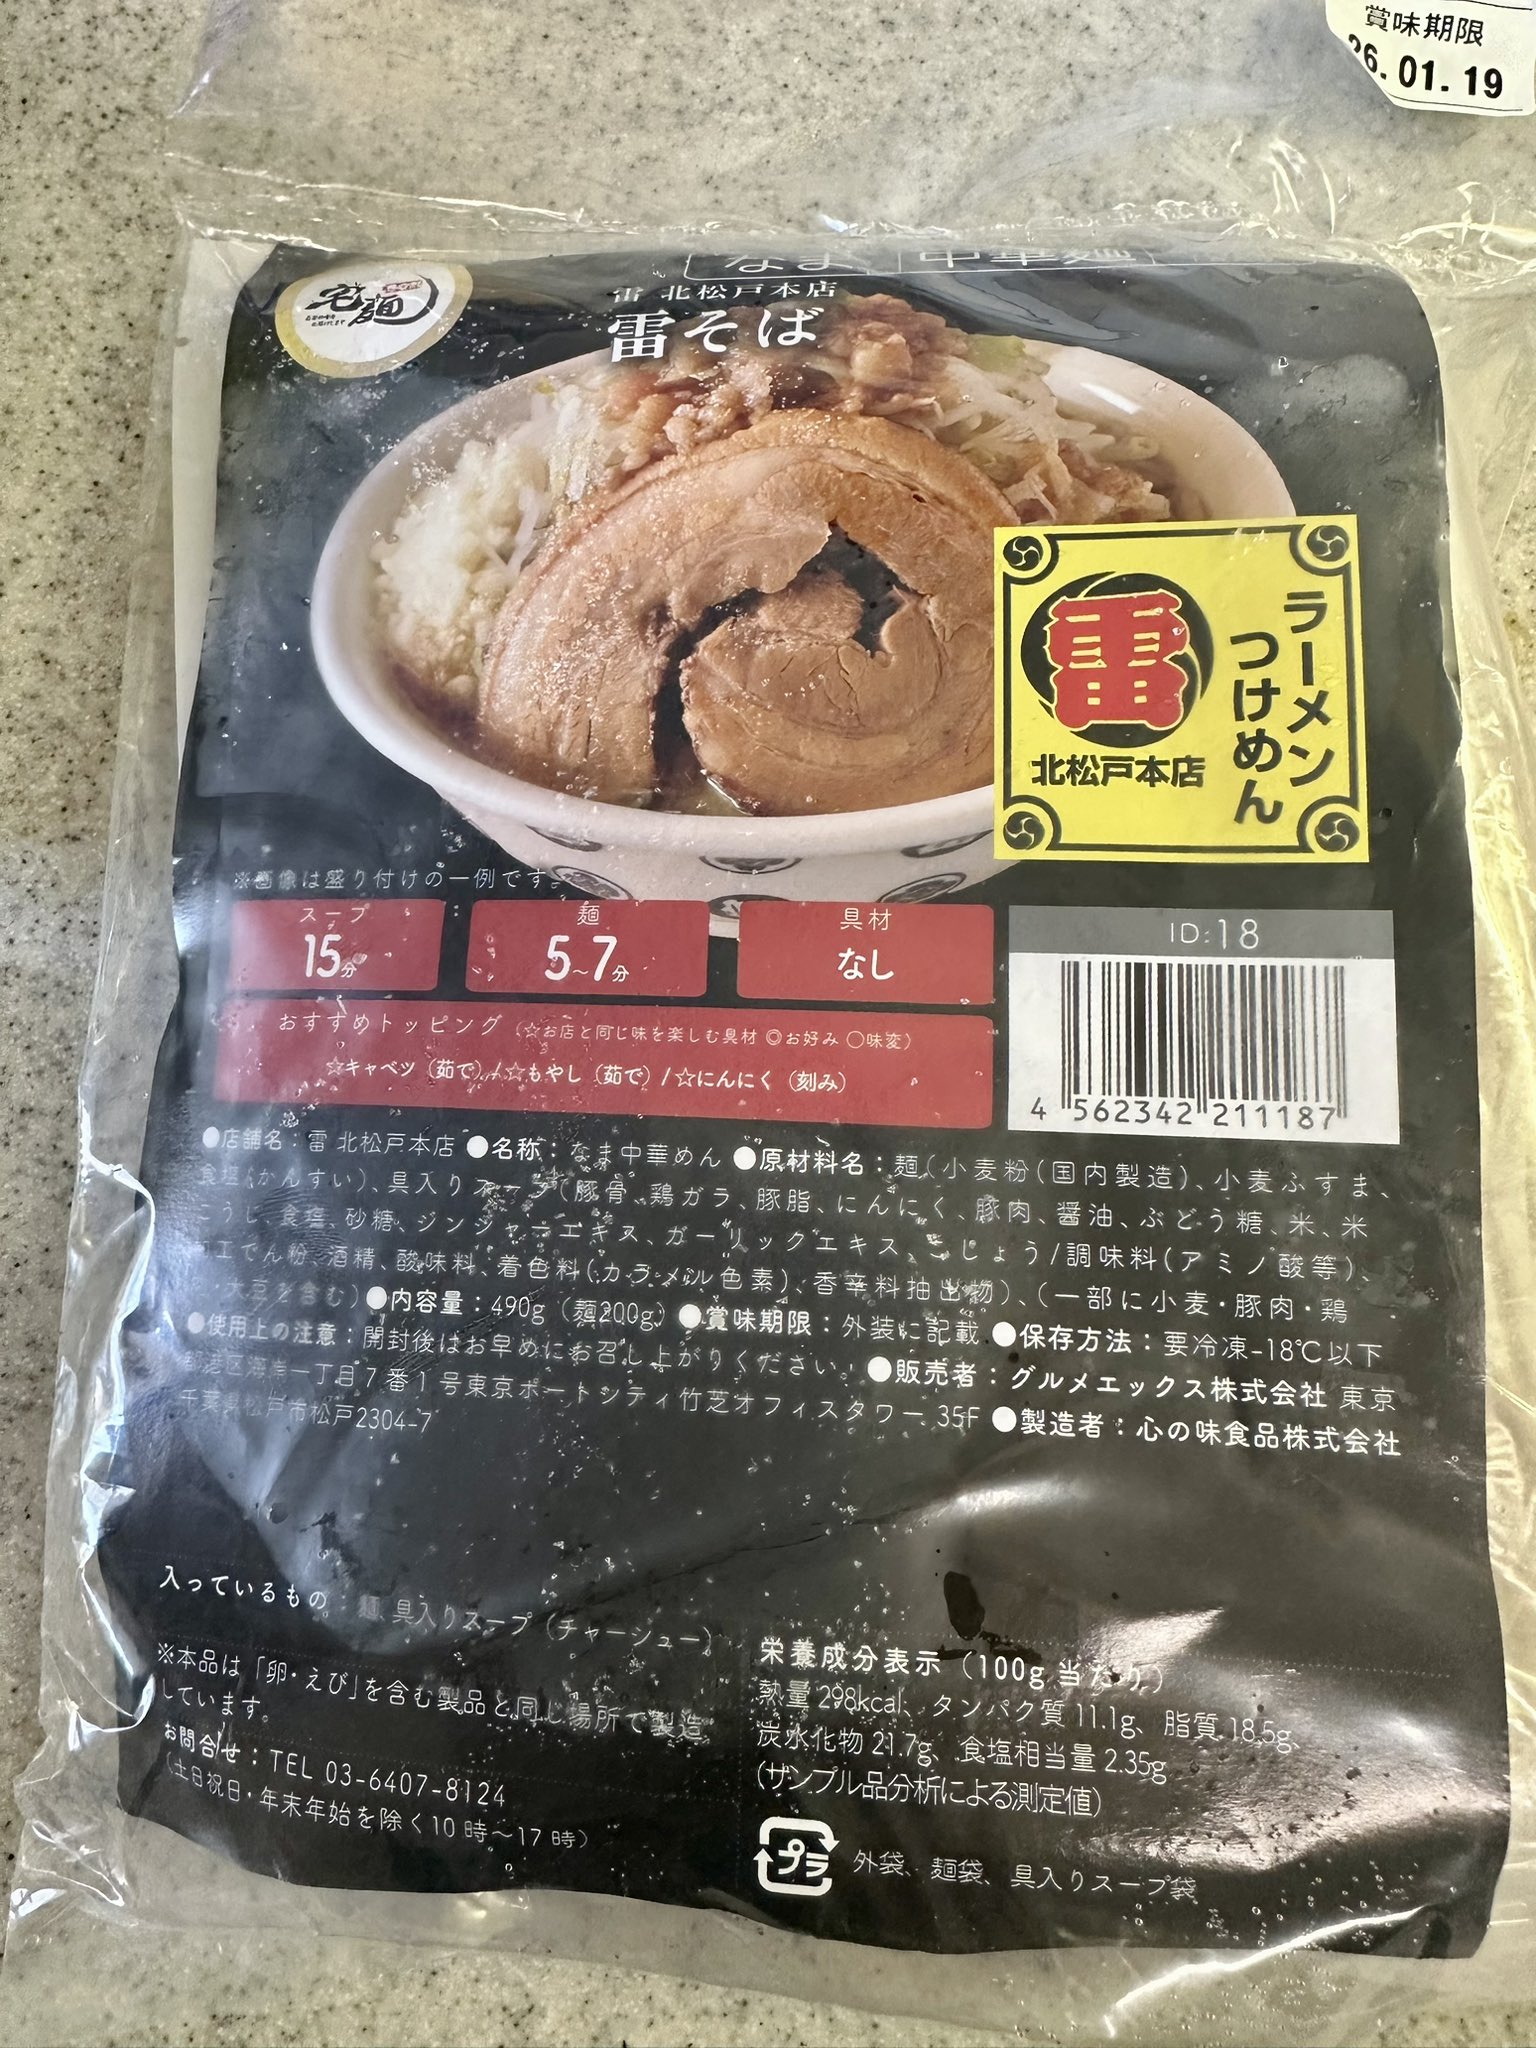 賞味期限
26.01.19
なま 中華麺
宅麺
雷 北松戸本店
雷そば
ラーメン
つけめん
雷
北松戸本店
※画像は盛り付けの一例です。
スープ
15分
麺
5~7分
具材
なし
ID:18
おすすめトッピング (☆お店と同じ味を楽しむ具材 ◎お好み ○味変)
☆キャベツ (茹で) /☆もやし (茹で) /☆にんにく (刻み)
4 562342 211187
●店舗名:雷 北松戸本店 ●名称:なま中華めん ●原材料名:麺(小麦粉(国内製造)、小麦ふすま、
食塩(かんすい)、具入りスープ(豚骨、鶏ガラ、豚脂、にんにく、豚肉、醤油、ぶどう糖、米、米
こうじ、食塩、砂糖、ジンジャーエキス、ガーリックエキス、こしょう/調味料(アミノ酸等)、
加工でん粉、酒精、酸味料、着色料(カラメル色素)、香辛料抽出物)、(一部に小麦・豚肉・鶏
大豆を含む) ●内容量:490g (麺200g) ●賞味期限:外装に記載 ●保存方法:要冷凍-18℃以下
●使用上の注意:開封後はお早めにお召し上がりください。 ●販売者:グルメエックス株式会社 東京
都港区海岸一丁目7番1号東京ポートシティ竹芝オフィスタワー 35F ●製造者:心の味食品株式会社
千葉県松戸市松戸2304-7
入っているもの:麺、具入りスープ (チャーシュー)
※本品は「卵・えび」を含む製品と同じ場所で製造
しています。
お問合せ:TEL 03-6407-8124
(土日祝日・年末年始を除く10時~17時)
栄養成分表示 (100g当たり)
熱量 298kcal、タンパク質 11.1g、脂質 18.5g、
炭水化物 21.7g、食塩相当量 2.35g
(サンプル品分析による測定値)
プラ 外袋、麺袋、具入りスープ袋